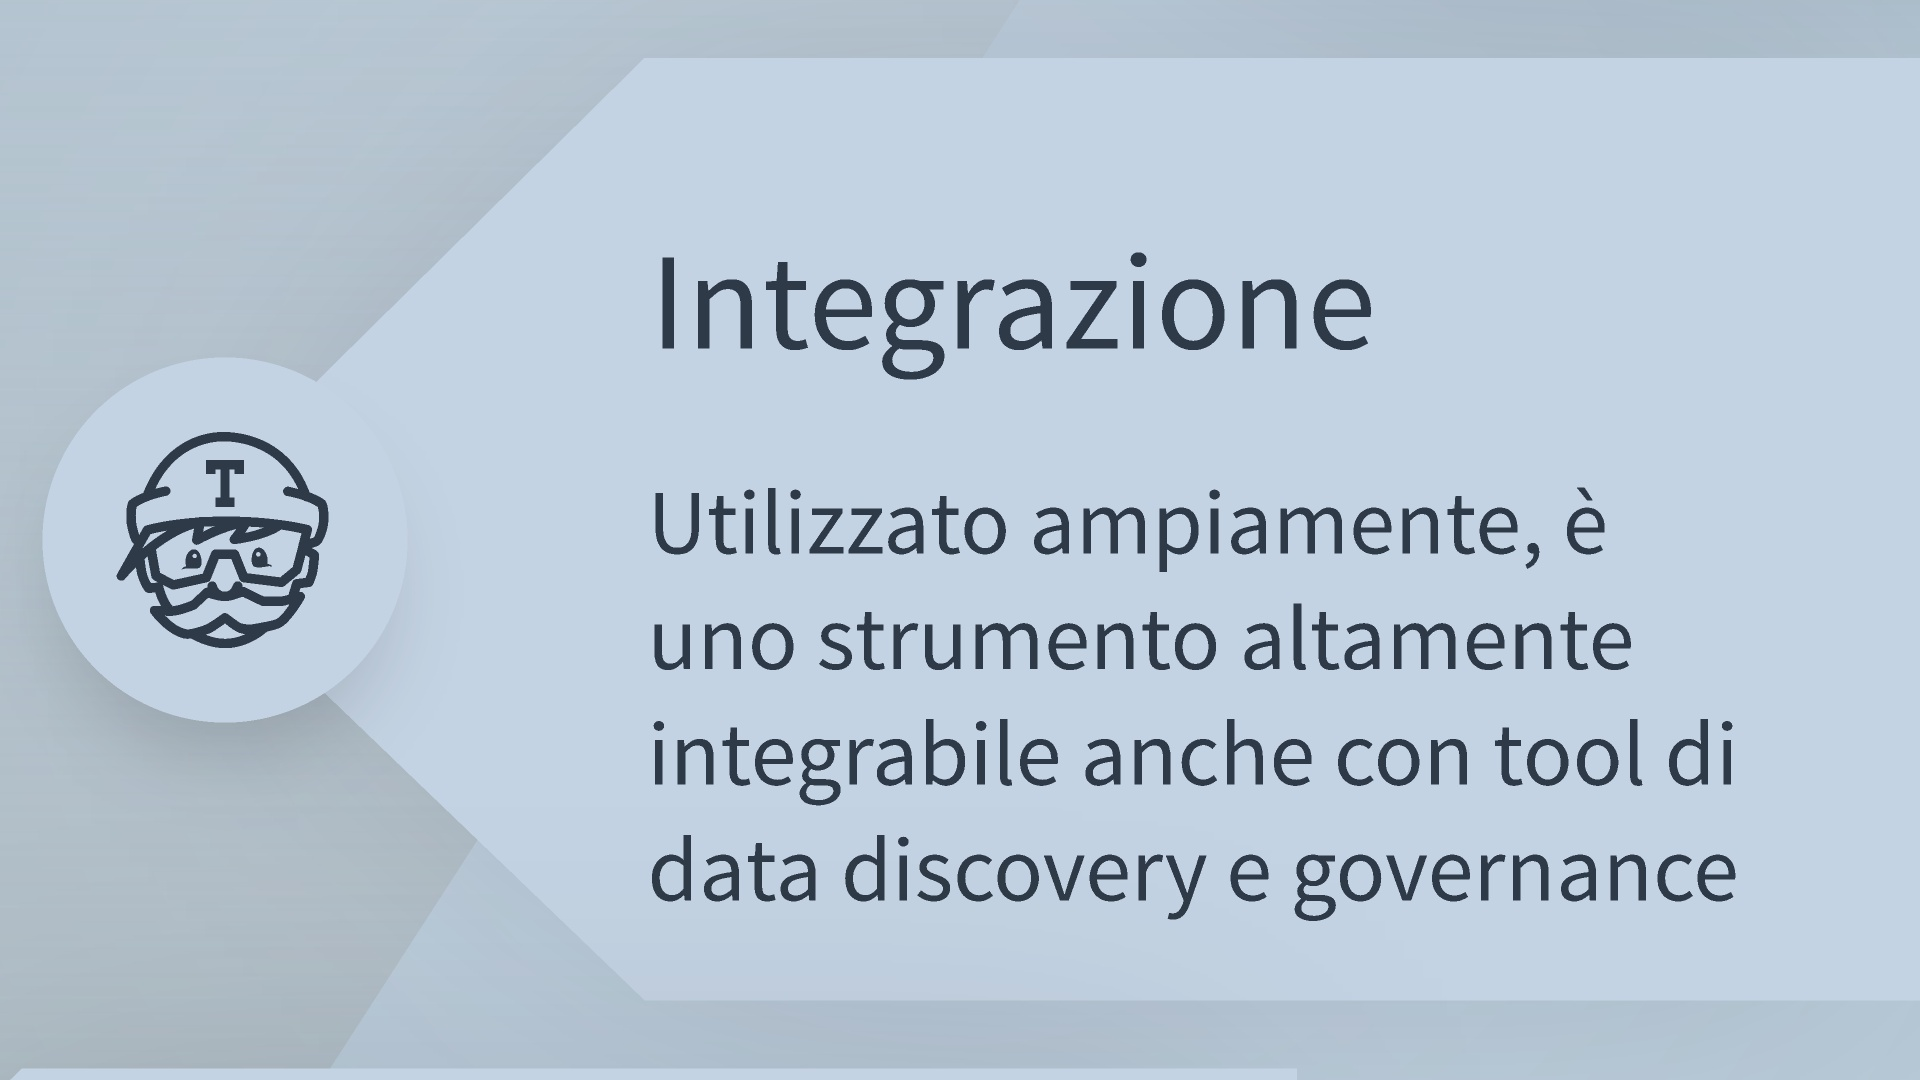 Integrazione
T
Utilizzato ampiamente, è
uno strumento altamente
integrabile anche con tool di
data discovery e governance